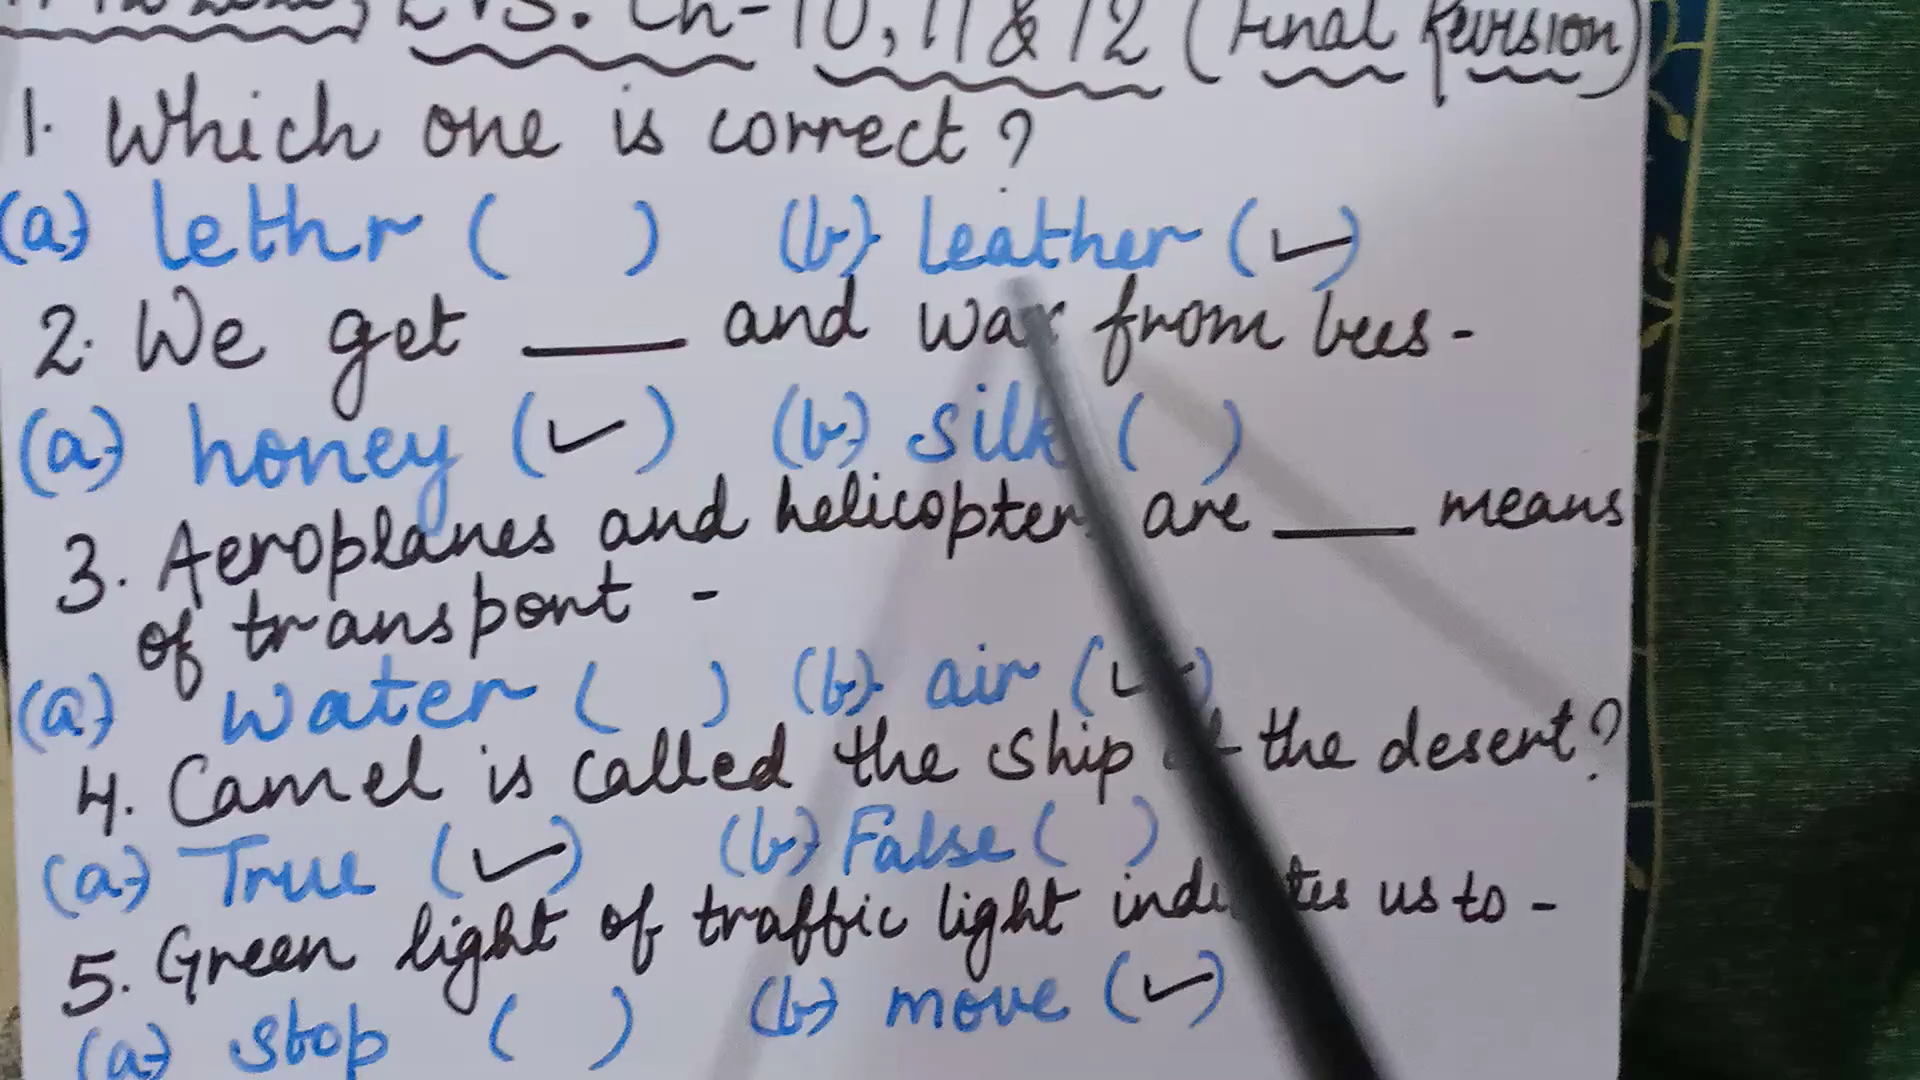 EVS. Ch-10, 11 & 12 (Final Revision)
1. Which one is correct?
(a) lethr ( ) (b) leather (✓)
2. We get ___ and wax from bees-
(a) honey (✓) (b) silk ( )
3. Aeroplanes and helicopter are ___ means
of transport -
(a) water ( ) (b) air (✓)
4. Camel is called the ship the desert?
(a) True (✓) (b) False ( )
5. Green light of traffic light indicates us to -
(a) stop ( ) (b) move (✓)